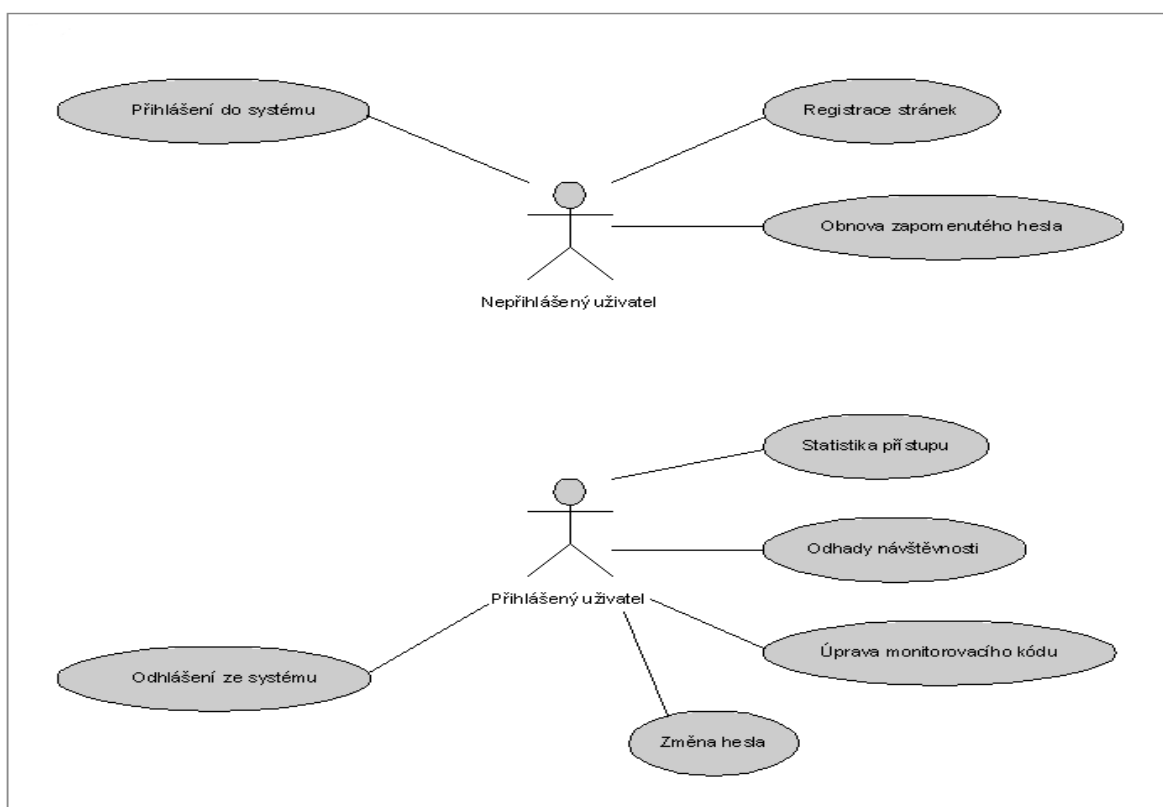 Přihlášení do systému
Registrace stránek
Obnova zapomenutého hesla
Nepřihlášený uživatel
Statistika přístupu
Odhady návštěvnosti
Přihlášený uživatel
Úprava monitorovacího kódu
Odhlášení ze systému
Změna hesla